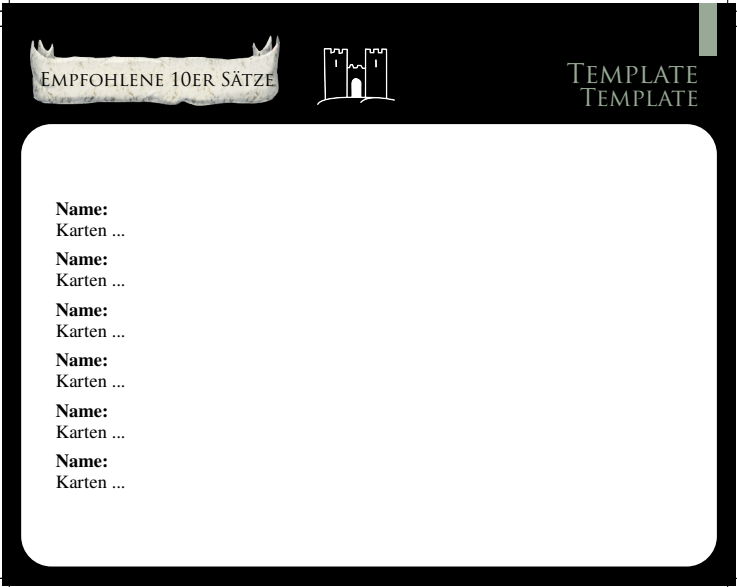 EMPFOHLENE 10ER SÄTZE
TEMPLATE
TEMPLATE
Name:
Karten ...
Name:
Karten ...
Name:
Karten ...
Name:
Karten ...
Name:
Karten ...
Name:
Karten ...